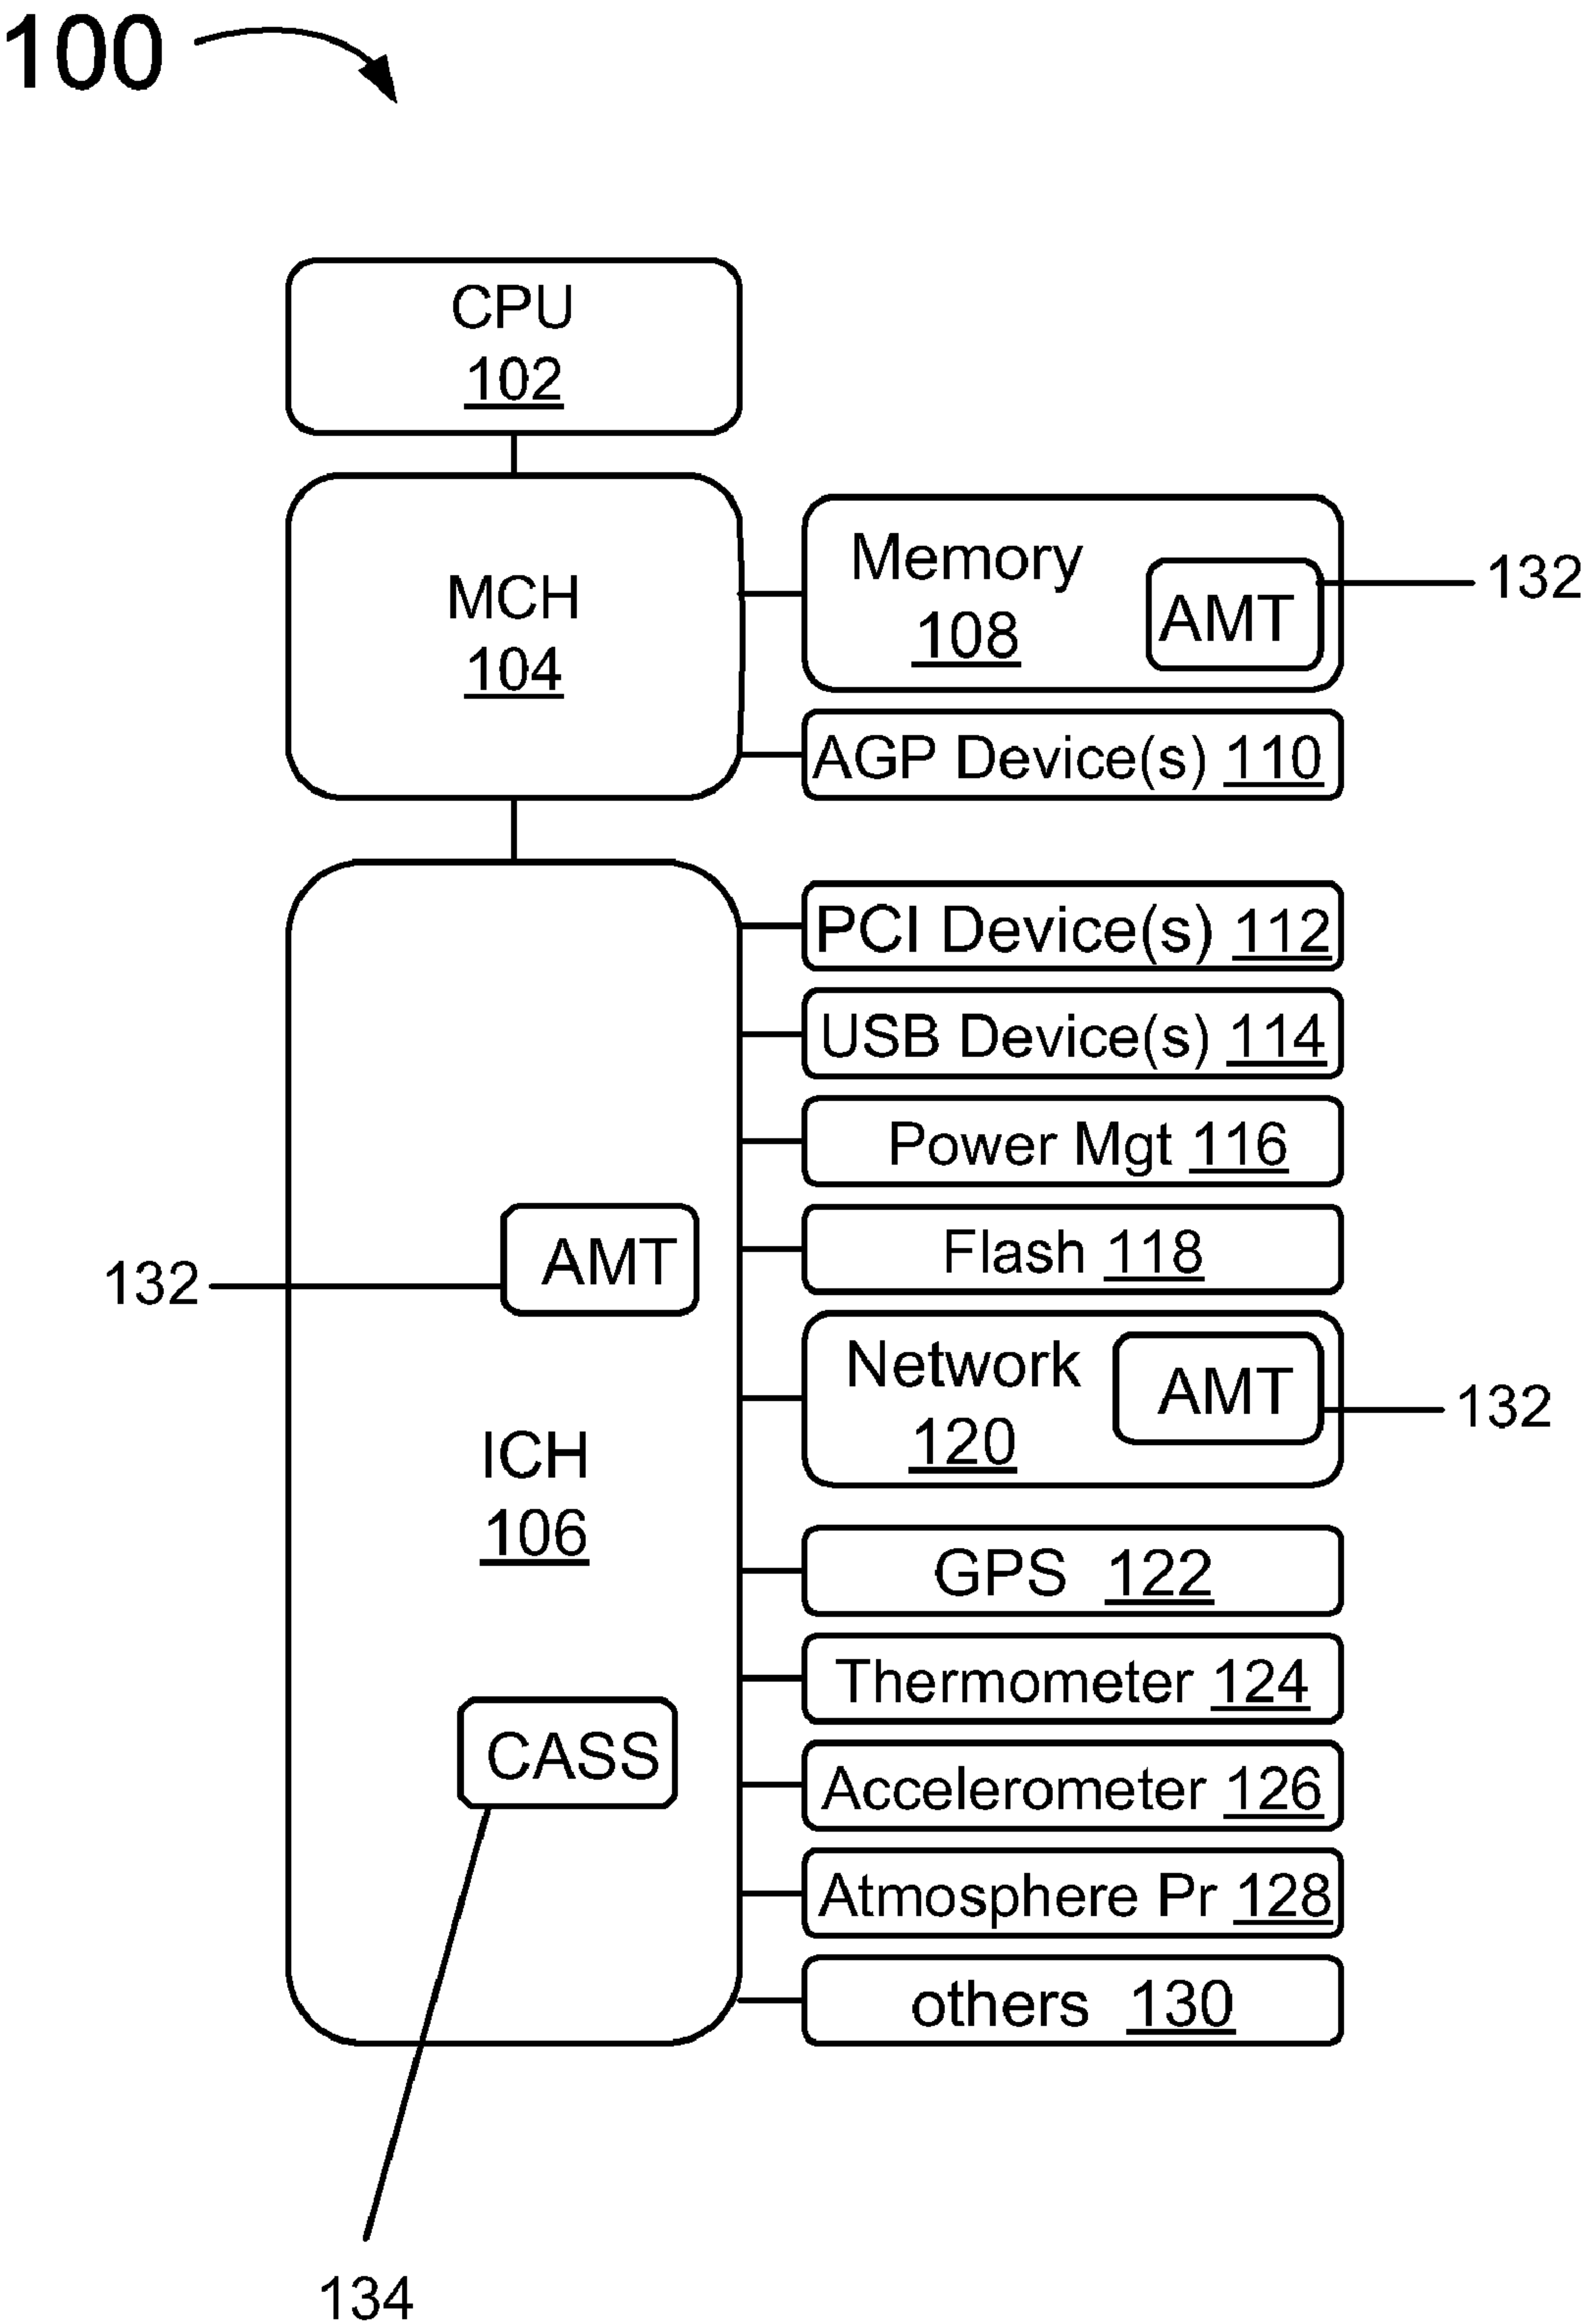 100
CPU
102
MCH
104
Memory
108
AMT
132
AGP Device(s) 110
PCI Device(s) 112
USB Device(s) 114
Power Mgt 116
AMT
132
Flash 118
Network
120
AMT
132
ICH
106
GPS 122
Thermometer 124
CASS
Accelerometer 126
Atmosphere Pr 128
others 130
134